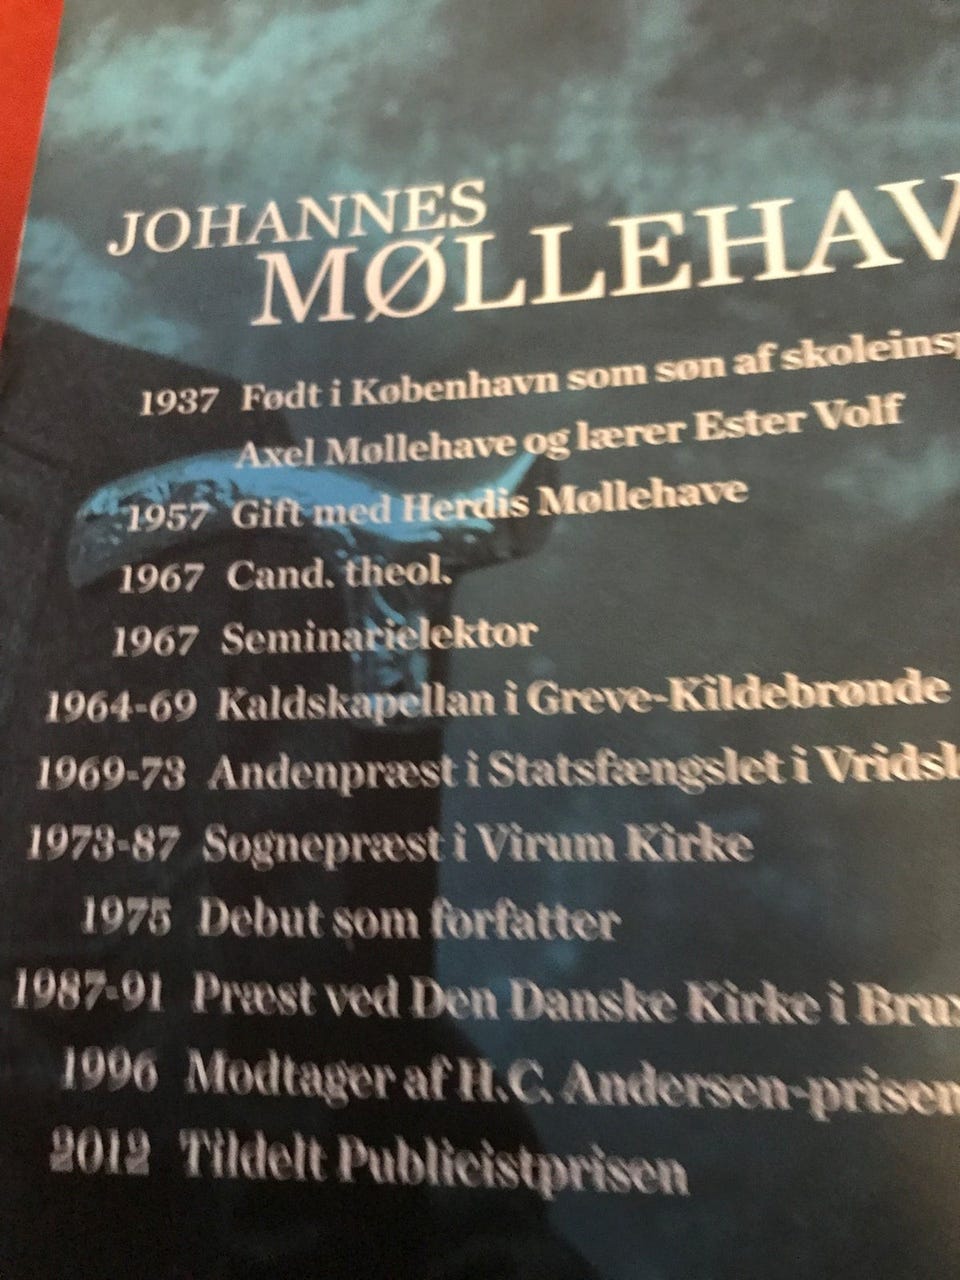 JOHANNES
MØLLEHAV
1937 Født i København som søn af skoleinsp
Axel Møllehave og lærer Ester Volf
1957 Gift med Herdis Møllehave
1967 Cand. theol.
1967 Seminarielektor
1964-69 Kaldskapellan i Greve-Kildebrønde
1969-73 Andenpræst i Statsfængslet i Vridsl
1973-87 Sognepræst i Virum Kirke
1975 Debut som forfatter
1987-91 Præst ved Den Danske Kirke i Brux
1996 Modtager af H.C. Andersen-prisen
2012 Tildelt Publicistprisen